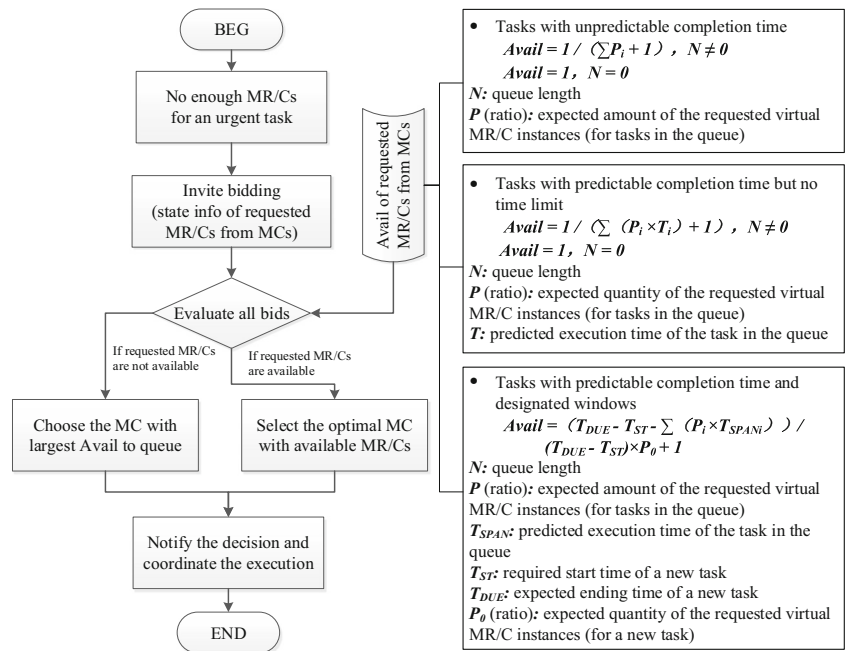 BEG
No enough MR/Cs
for an urgent task
Invite bidding
(state info of requested
MR/Cs from MCs)
Evaluate all bids
If requested MR/Cs
are not available
If requested MR/Cs
are available
Choose the MC with
largest Avail to queue
Select the optimal MC
with available MR/Cs
Notify the decision and
coordinate the execution
END
Avail of requested
MR/Cs from MCs
• Tasks with unpredictable completion time
Avail = 1 /（∑Pi + 1），N ≠ 0
Avail = 1, N = 0
N: queue length
P (ratio): expected amount of the requested virtual
MR/C instances (for tasks in the queue)
• Tasks with predictable completion time but no
time limit
Avail = 1 /（∑（Pi ×Ti）+ 1），N ≠ 0
Avail = 1, N = 0
N: queue length
P (ratio): expected quantity of the requested virtual
MR/C instances (for tasks in the queue)
T: predicted execution time of the task in the queue
• Tasks with predictable completion time and
designated windows
Avail =（TDUE - TST - ∑（Pi ×TSPANi））/
(TDUE - TST)×P0 + 1
N: queue length
P (ratio): expected amount of the requested virtual
MR/C instances (for tasks in the queue)
TSPAN: predicted execution time of the task in the
queue
TST: required start time of a new task
TDUE: expected ending time of a new task
P0 (ratio): expected quantity of the requested virtual
MR/C instances (for a new task)